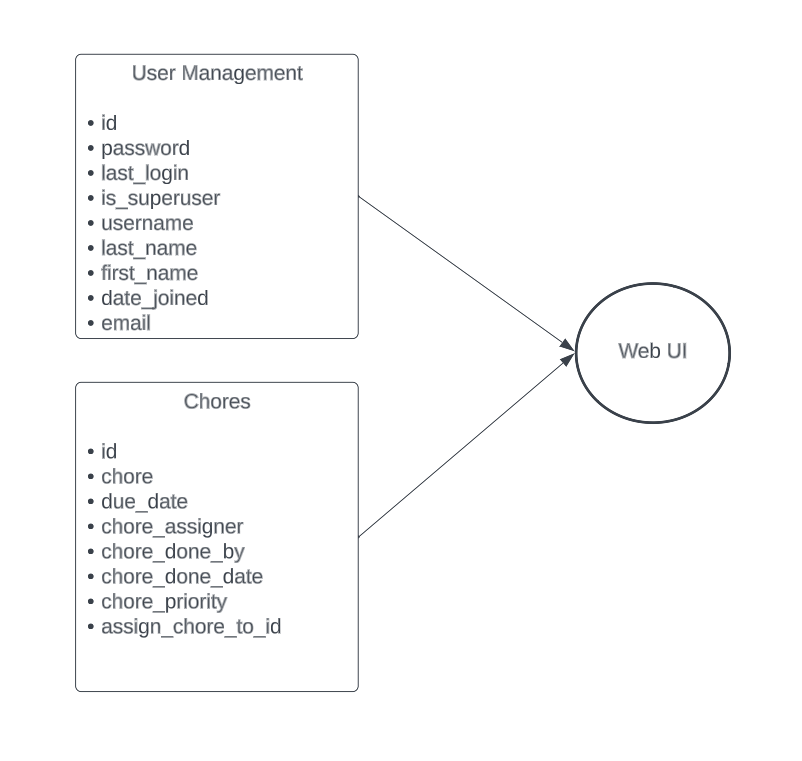 User Management
• id
• password
• last_login
• is_superuser
• username
• last_name
• first_name
• date_joined
• email
Web UI
Chores
• id
• chore
• due_date
• chore_assigner
• chore_done_by
• chore_done_date
• chore_priority
• assign_chore_to_id